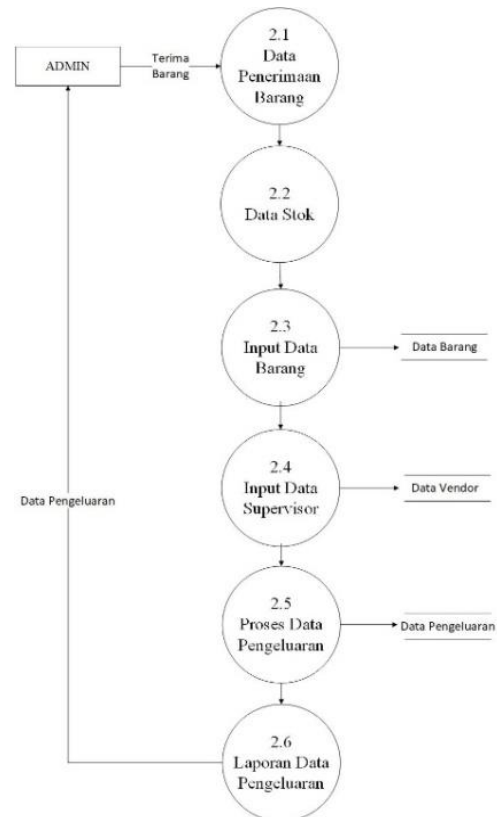 2.1
Data
Penerimaan
Barang
ADMIN
Terima
Barang
2.2
Data Stok
2.3
Input Data
Barang
Data Barang
2.4
Input Data
Supervisor
Data Vendor
Data Pengeluaran
2.5
Proses Data
Pengeluaran
Data Pengeluaran
2.6
Laporan Data
Pengeluaran